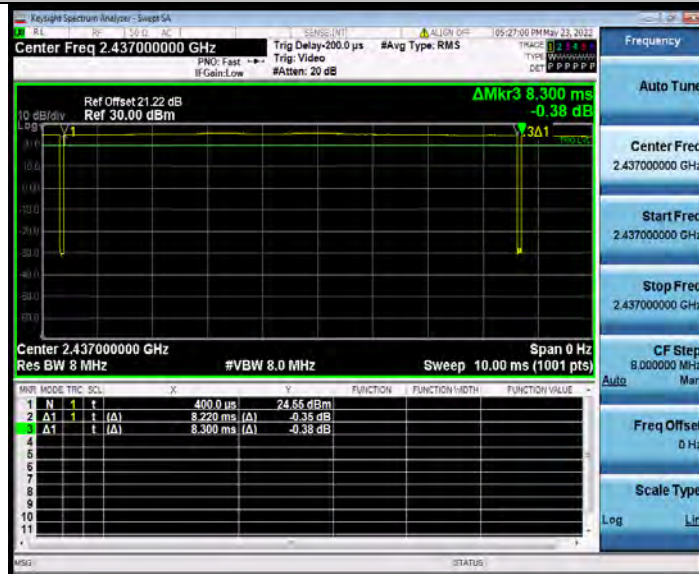 Keysight Spectrum Analyzer - Swept SA
RL RF 50 Ω AC SENSE:INT ALIGN OFF 05:27:00 PM May 23, 2022
Center Freq 2.437000000 GHz
PNO: Fast
IFGain:Low
Trig Delay-200.0 µs
Trig: Video
#Atten: 20 dB
#Avg Type: RMS
TRACE 1 2 3 4 5 6
TYPE
DET P P P P P P
Frequency
Auto Tune
Center Freq
2.437000000 GHz
Start Freq
2.437000000 GHz
Stop Freq
2.437000000 GHz
CF Step
8.000000 MHz
Auto Man
Freq Offset
0 Hz
Scale Type
Log Lin
10 dB/div
Log
Ref Offset 21.22 dB
Ref 30.00 dBm
ΔMkr3 8.300 ms
-0.38 dB
1
3Δ1
Center 2.437000000 GHz
Res BW 8 MHz
#VBW 8.0 MHz
Span 0 Hz
Sweep 10.00 ms (1001 pts)
MKR MODE TRC SCL X Y FUNCTION FUNCTION WIDTH FUNCTION VALUE
1 N 1 t 400.0 µs 24.55 dBm
2 Δ1 1 t (Δ) 8.220 ms (Δ) -0.35 dB
3 Δ1 t (Δ) 8.300 ms (Δ) -0.38 dB
4
5
6
7
8
9
10
11
MSG
STATUS